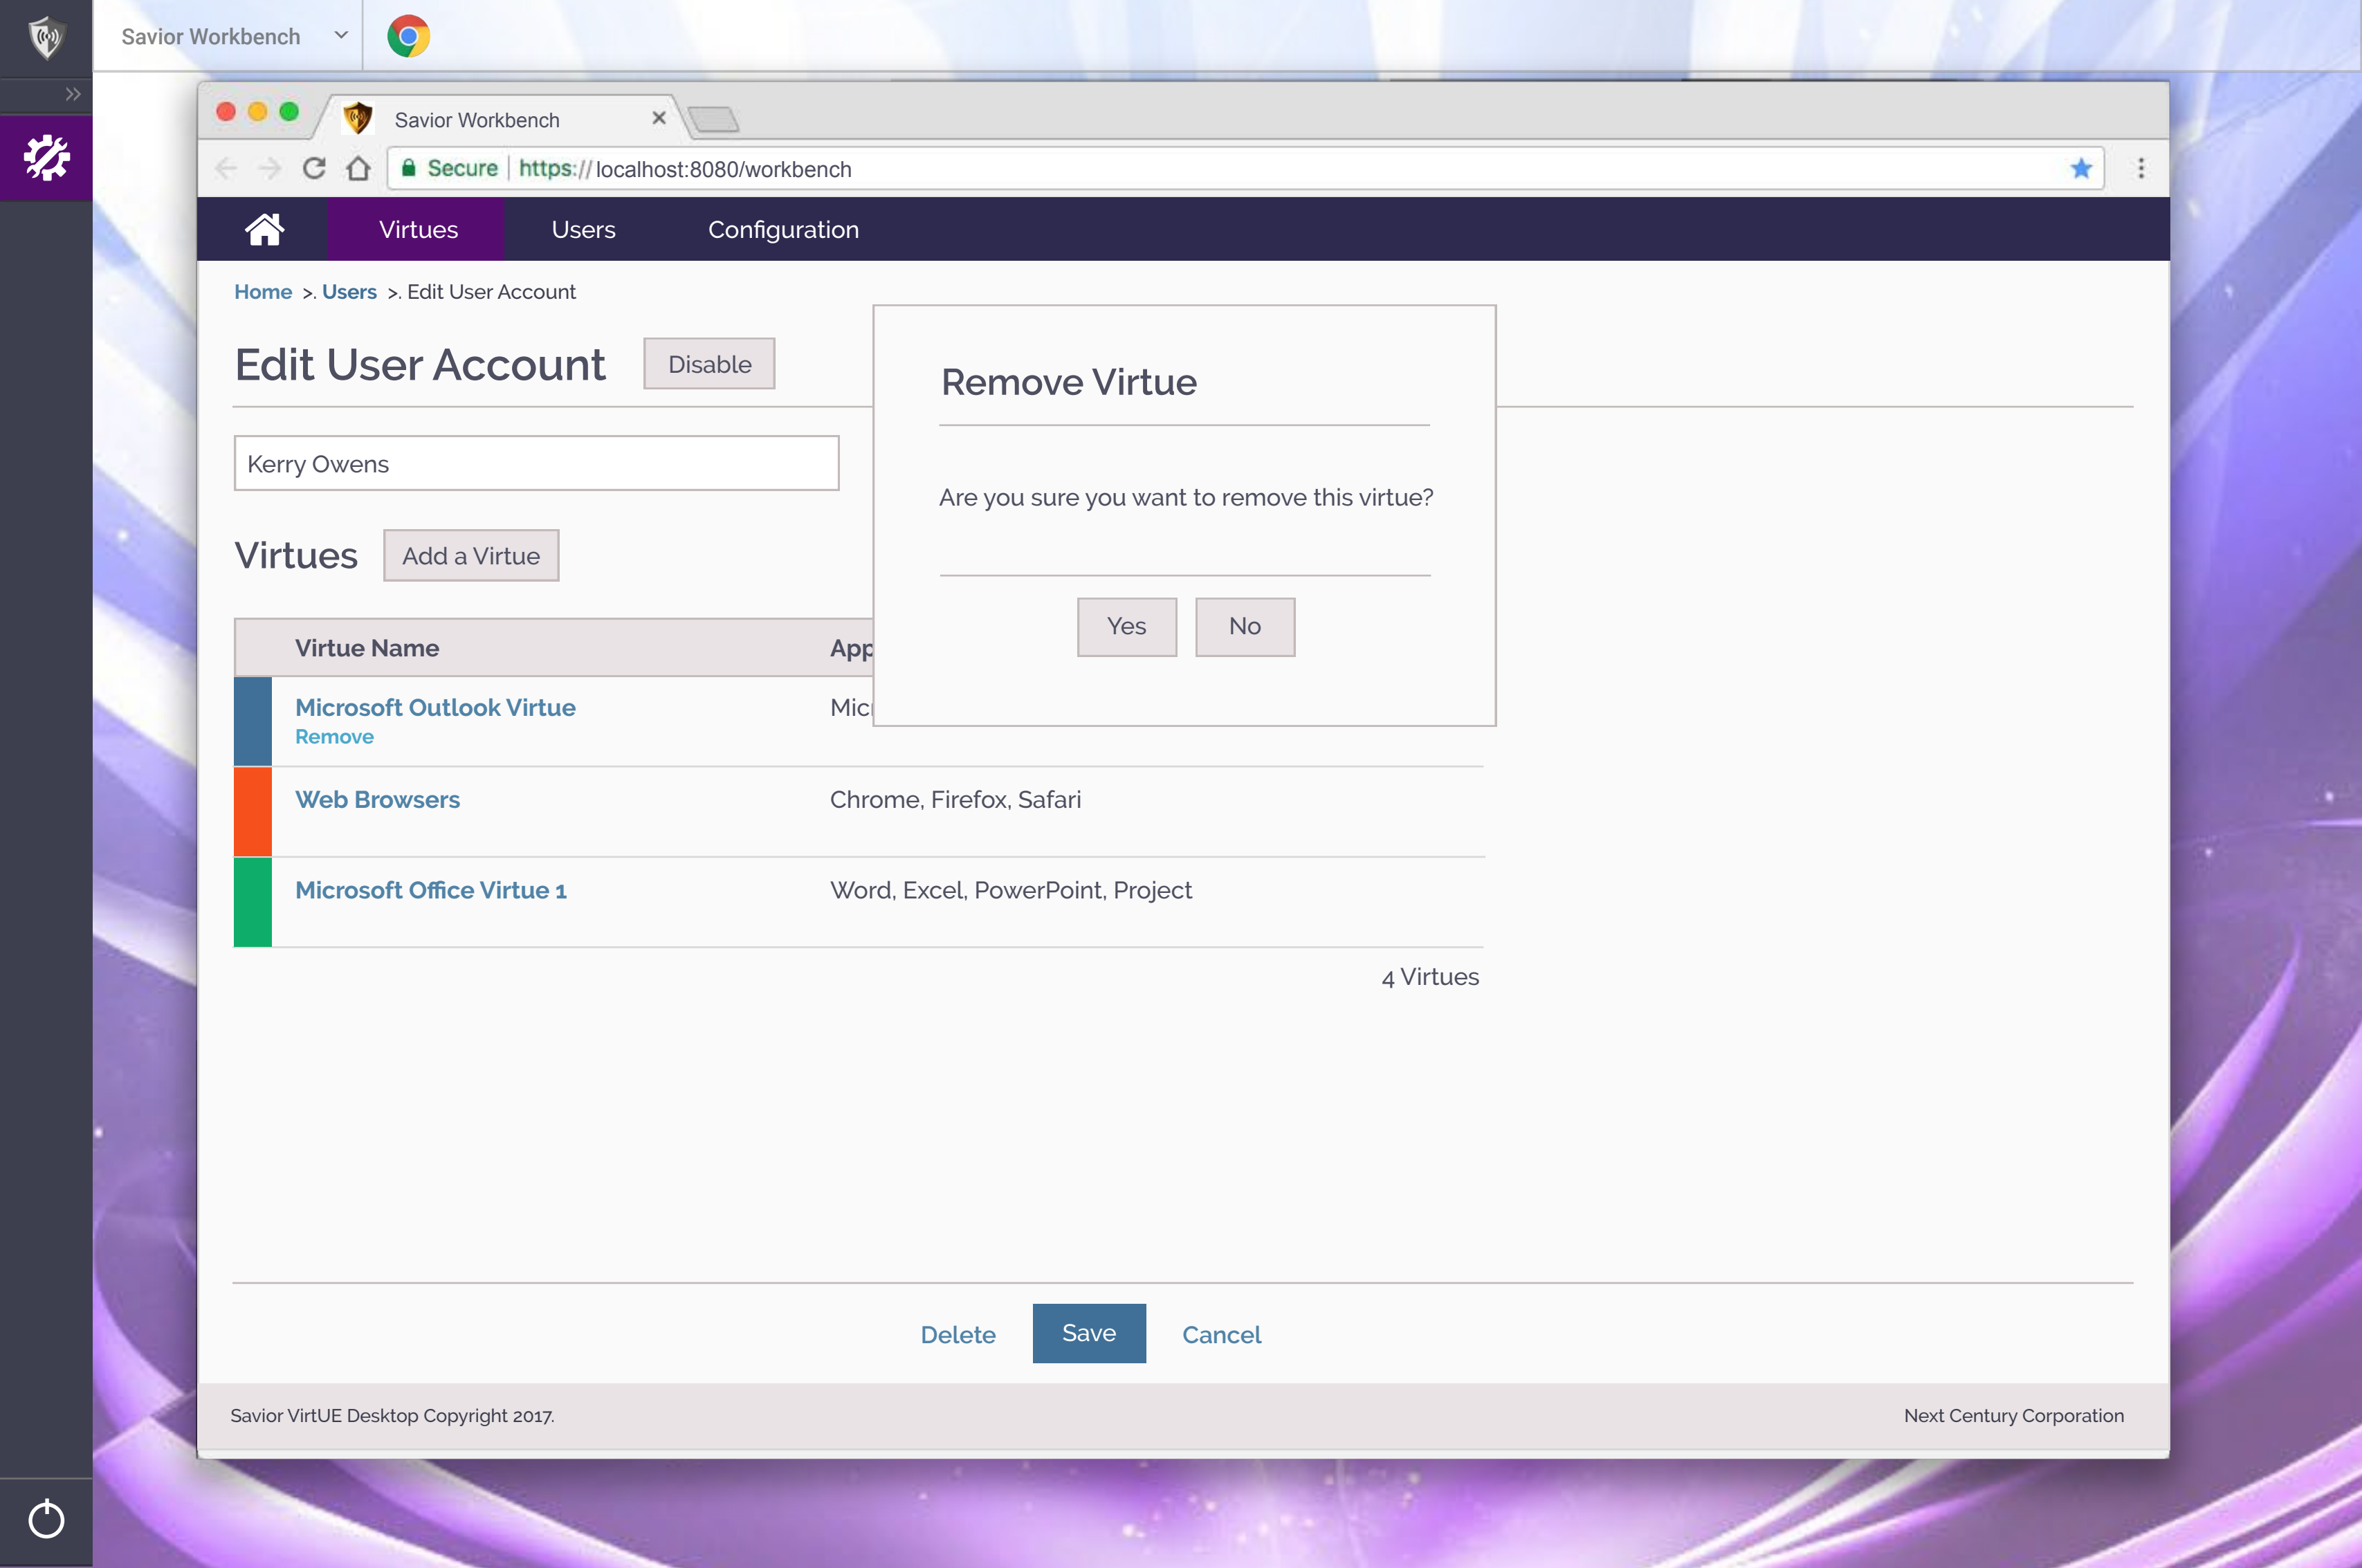 Savior Workbench
Savior Workbench
Secure https://localhost:8080/workbench
Virtues Users Configuration
Home >. Users >. Edit User Account
Edit User Account Disable
Remove Virtue
Kerry Owens
Are you sure you want to remove this virtue?
Virtues Add a Virtue
Yes No
Virtue Name App
Microsoft Outlook Virtue Micr
Remove
Web Browsers Chrome, Firefox, Safari
Microsoft Office Virtue 1 Word, Excel, PowerPoint, Project
4 Virtues
Delete Save Cancel
Savior VirtUE Desktop Copyright 2017. Next Century Corporation